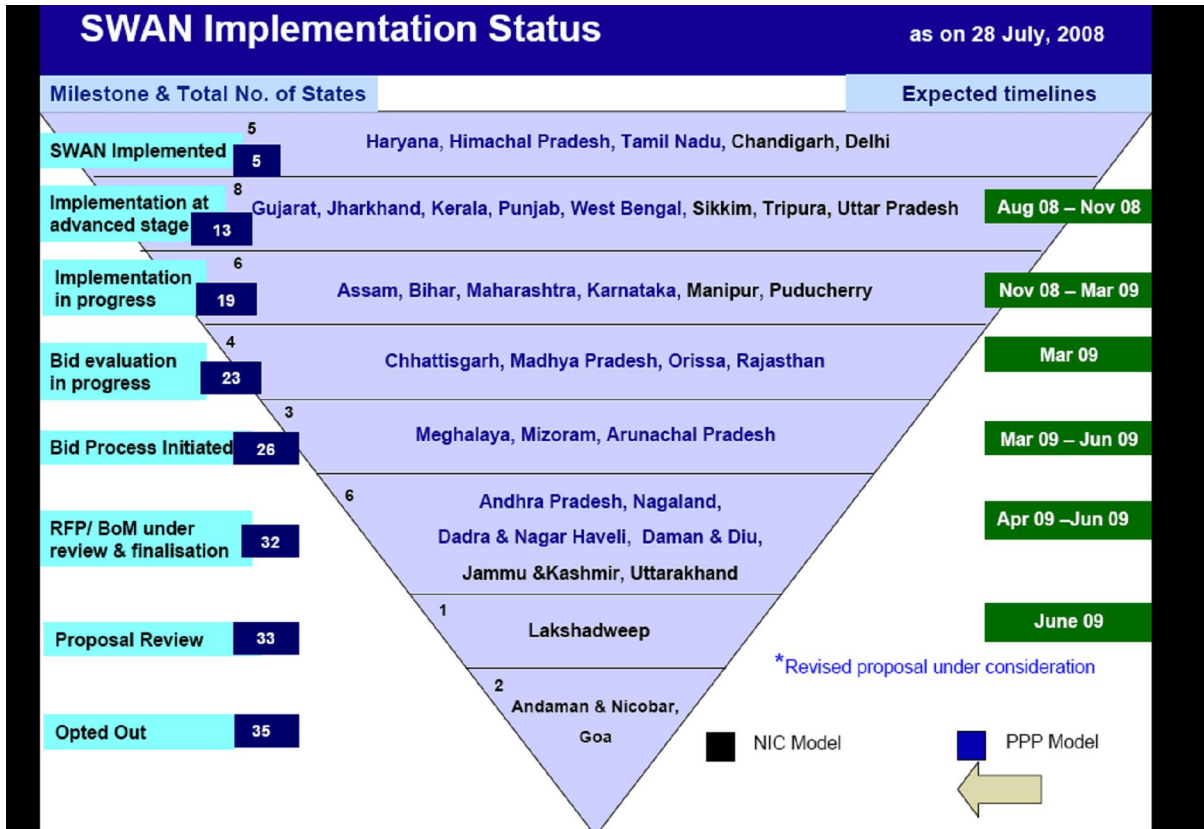 SWAN Implementation Status
as on 28 July, 2008
Milestone & Total No. of States
Expected timelines
5
SWAN Implemented
5
Haryana, Himachal Pradesh, Tamil Nadu, Chandigarh, Delhi
8
Implementation at
advanced stage
13
Gujarat, Jharkhand, Kerala, Punjab, West Bengal, Sikkim, Tripura, Uttar Pradesh
Aug 08 – Nov 08
6
Implementation
in progress
19
Assam, Bihar, Maharashtra, Karnataka, Manipur, Puducherry
Nov 08 – Mar 09
4
Bid evaluation
in progress
23
Chhattisgarh, Madhya Pradesh, Orissa, Rajasthan
Mar 09
3
Bid Process Initiated
26
Meghalaya, Mizoram, Arunachal Pradesh
Mar 09 – Jun 09
6
RFP/ BoM under
review & finalisation
32
Andhra Pradesh, Nagaland,
Dadra & Nagar Haveli, Daman & Diu,
Jammu &Kashmir, Uttarakhand
Apr 09 –Jun 09
1
Proposal Review
33
Lakshadweep
June 09
*Revised proposal under consideration
2
Opted Out
35
Andaman & Nicobar,
Goa
NIC Model
PPP Model